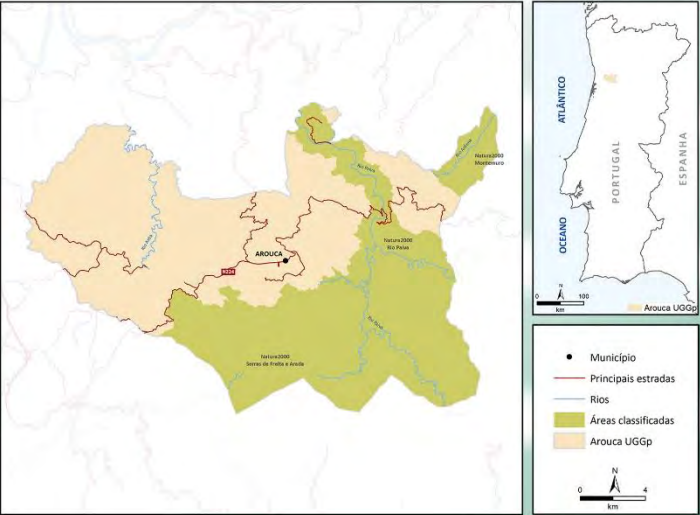 Natura2000
Montemuro
Rio Paiva
Natura2000
Rio Paiva
AROUCA
N224
Natura2000
Serras da Freita e Arada
ATLÂNTICO
OCEANO
PORTUGAL
ESPANHA
N
0 100
km
Arouca UGGp
Município
Principais estradas
Rios
Áreas classificadas
Arouca UGGp
N
0 4
km